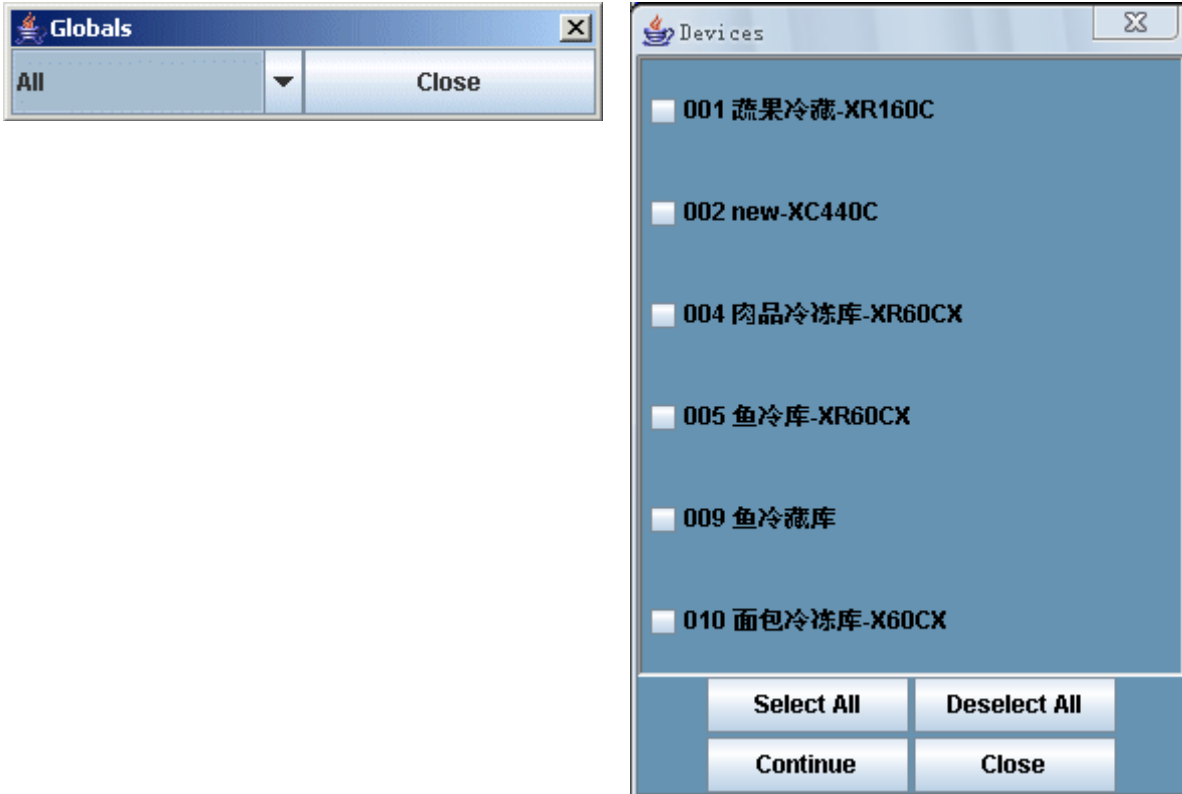 Globals
All
Close
Devices
001 蔬果冷藏-XR160C
002 new-XC440C
004 肉品冷冻库-XR60CX
005 鱼冷库-XR60CX
009 鱼冷藏库
010 面包冷冻库-X60CX
Select All
Deselect All
Continue
Close